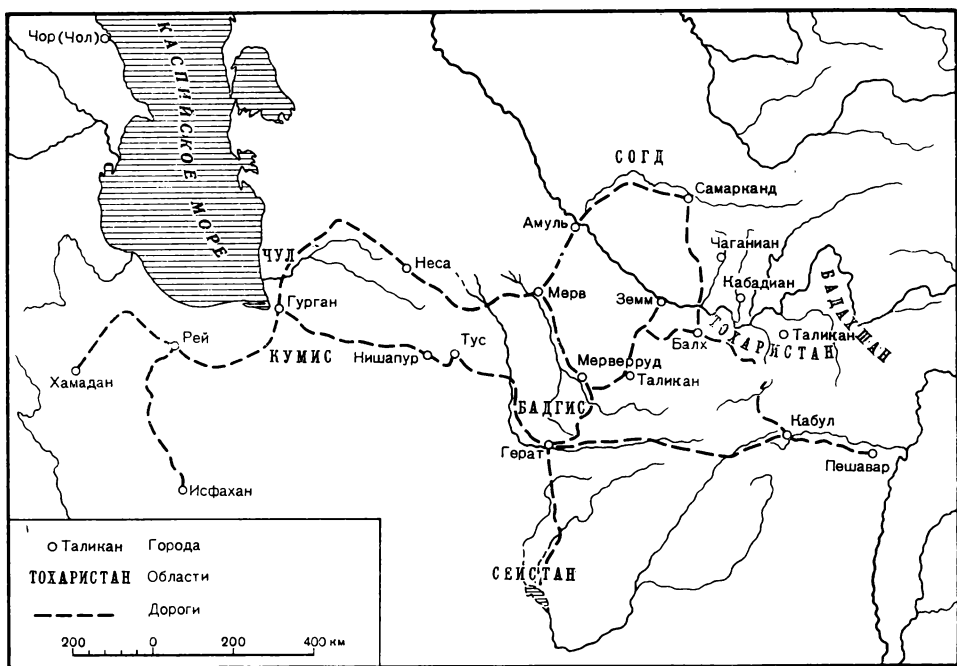 Чор (Чол)
КАСПИЙСКОЕ МОРЕ
СОГД
Самарканд
Амуль
Чаганиан
ЧУЛ
Неса
Кабадиан
БАДАХШАН
Мерв
Земм
Гурган
ТОХАРИСТАН
Таликан
Рей
Балх
КУМИС
Нишапур
Тус
Хамадан
Мерверруд
Таликан
БАДГИС
Кабул
Герат
Пешавар
Исфахан
СЕИСТАН
Таликан Города
ТОХАРИСТАН Области
Дороги
200 0 200 400 км